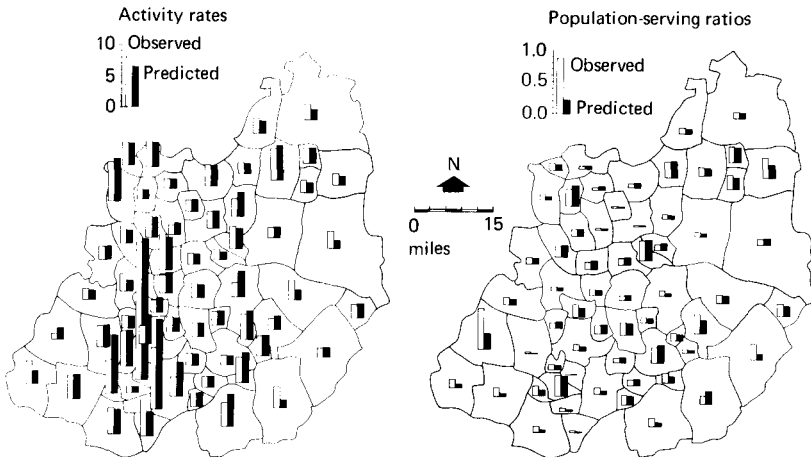 Activity rates
10
Observed
5
Predicted
0
Population-serving ratios
1.0
Observed
0.5
Predicted
0.0
N
0 15
miles